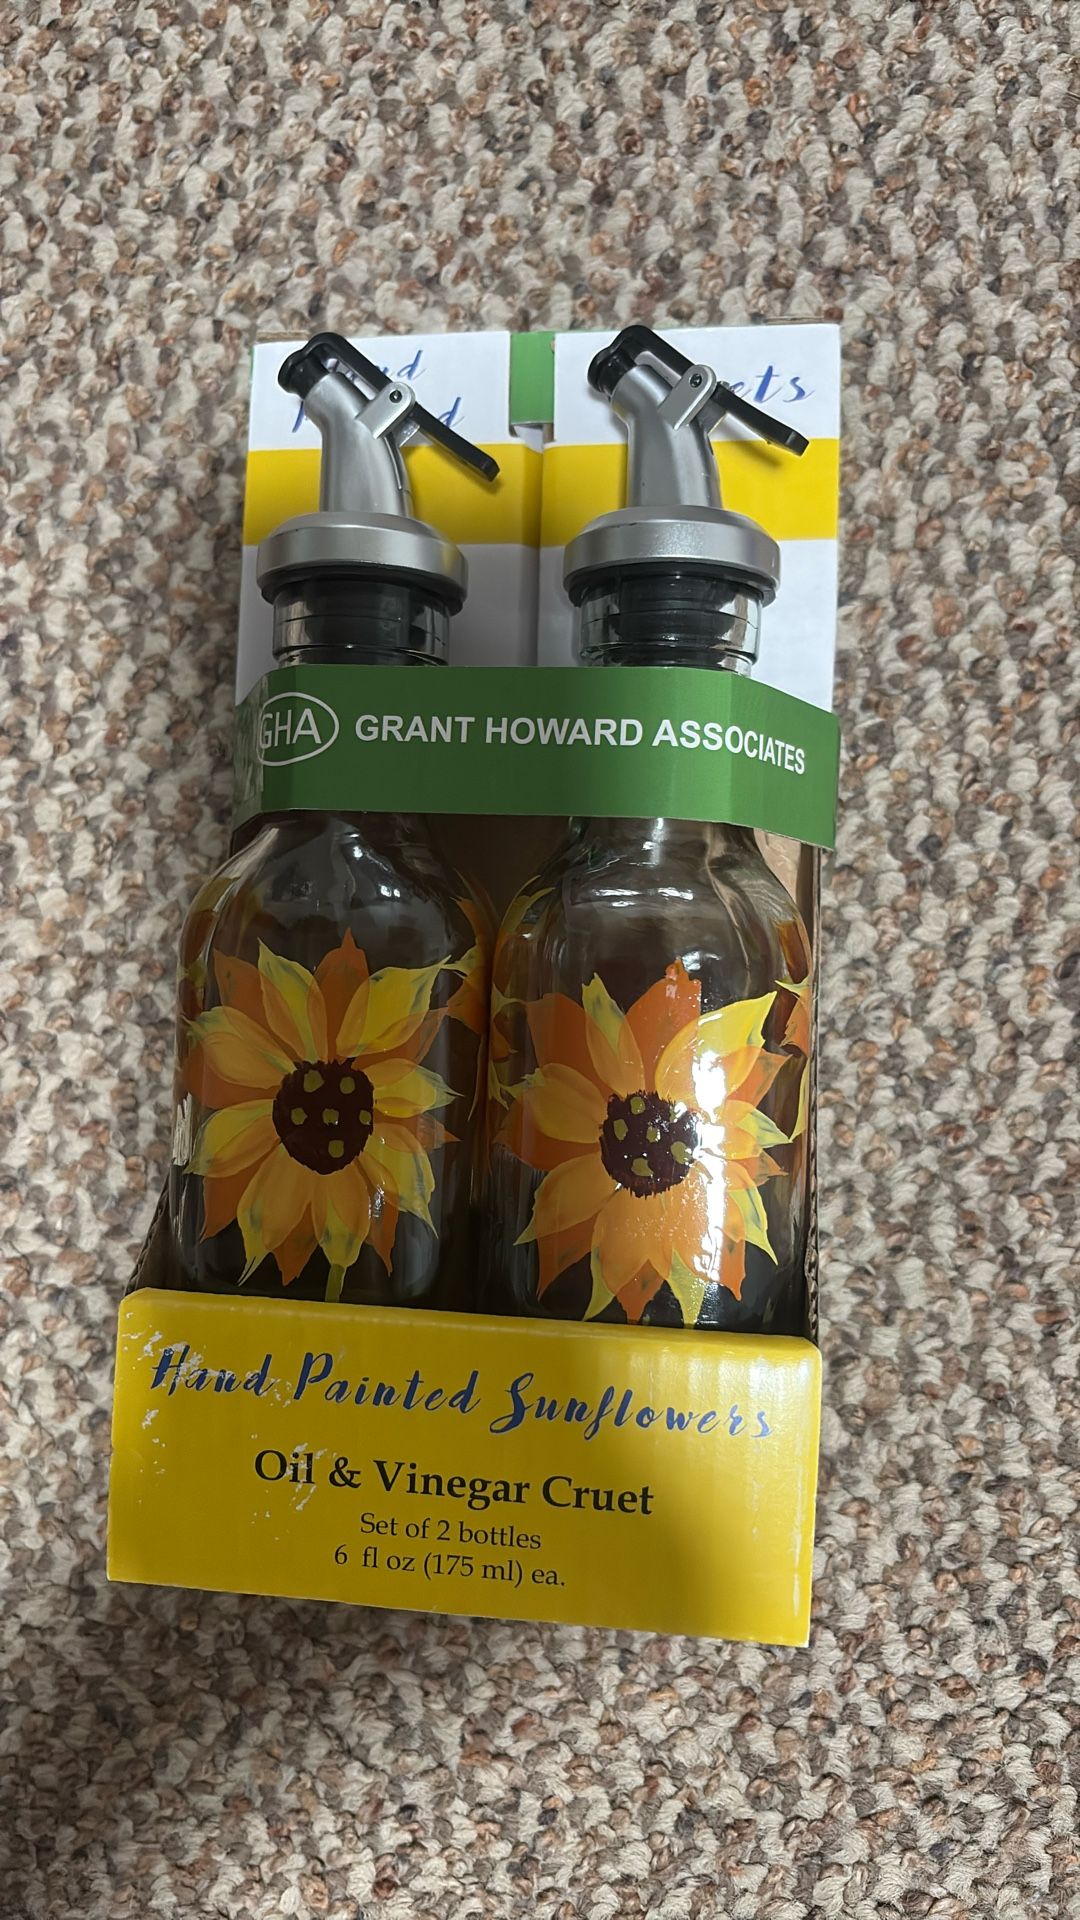 ets
GHA GRANT HOWARD ASSOCIATES
Hand Painted Sunflowers
Oil & Vinegar Cruet
Set of 2 bottles
6 fl oz (175 ml) ea.